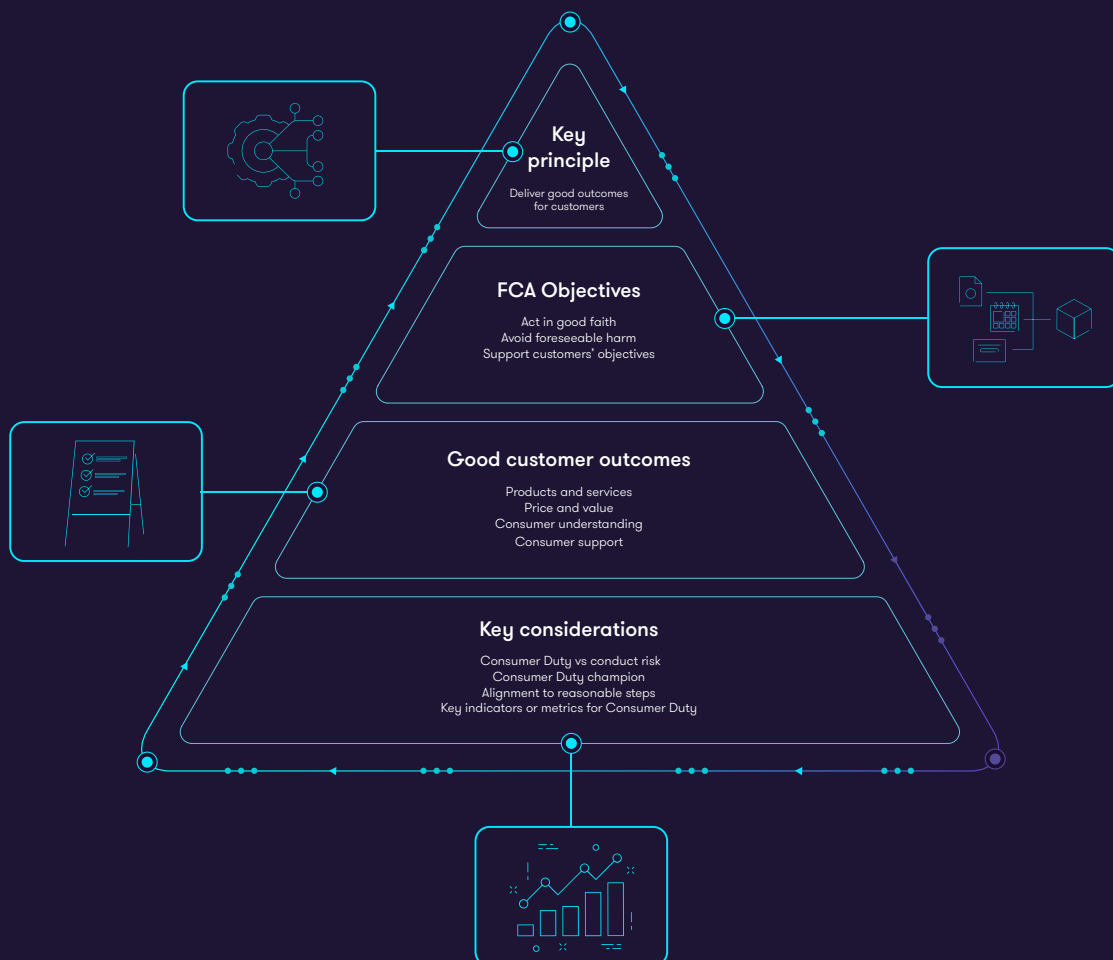 Key
principle
Deliver good outcomes
for customers
FCA Objectives
Act in good faith
Avoid foreseeable harm
Support customers' objectives
Good customer outcomes
Products and services
Price and value
Consumer understanding
Consumer support
Key considerations
Consumer Duty vs conduct risk
Consumer Duty champion
Alignment to reasonable steps
Key indicators or metrics for Consumer Duty